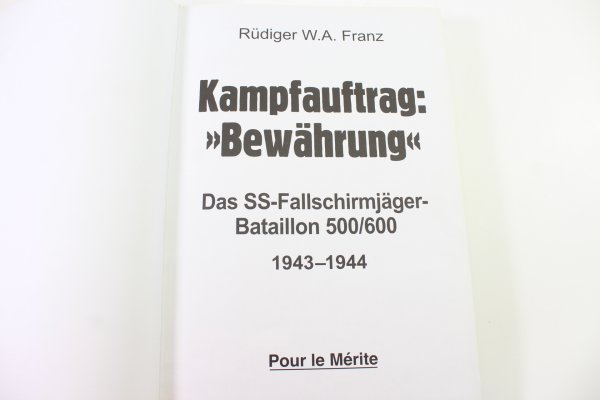 Rüdiger W.A. Franz
Kampfauftrag:
»Bewährung«
Das SS-Fallschirmjäger-
Bataillon 500/600
1943–1944
Pour le Mérite